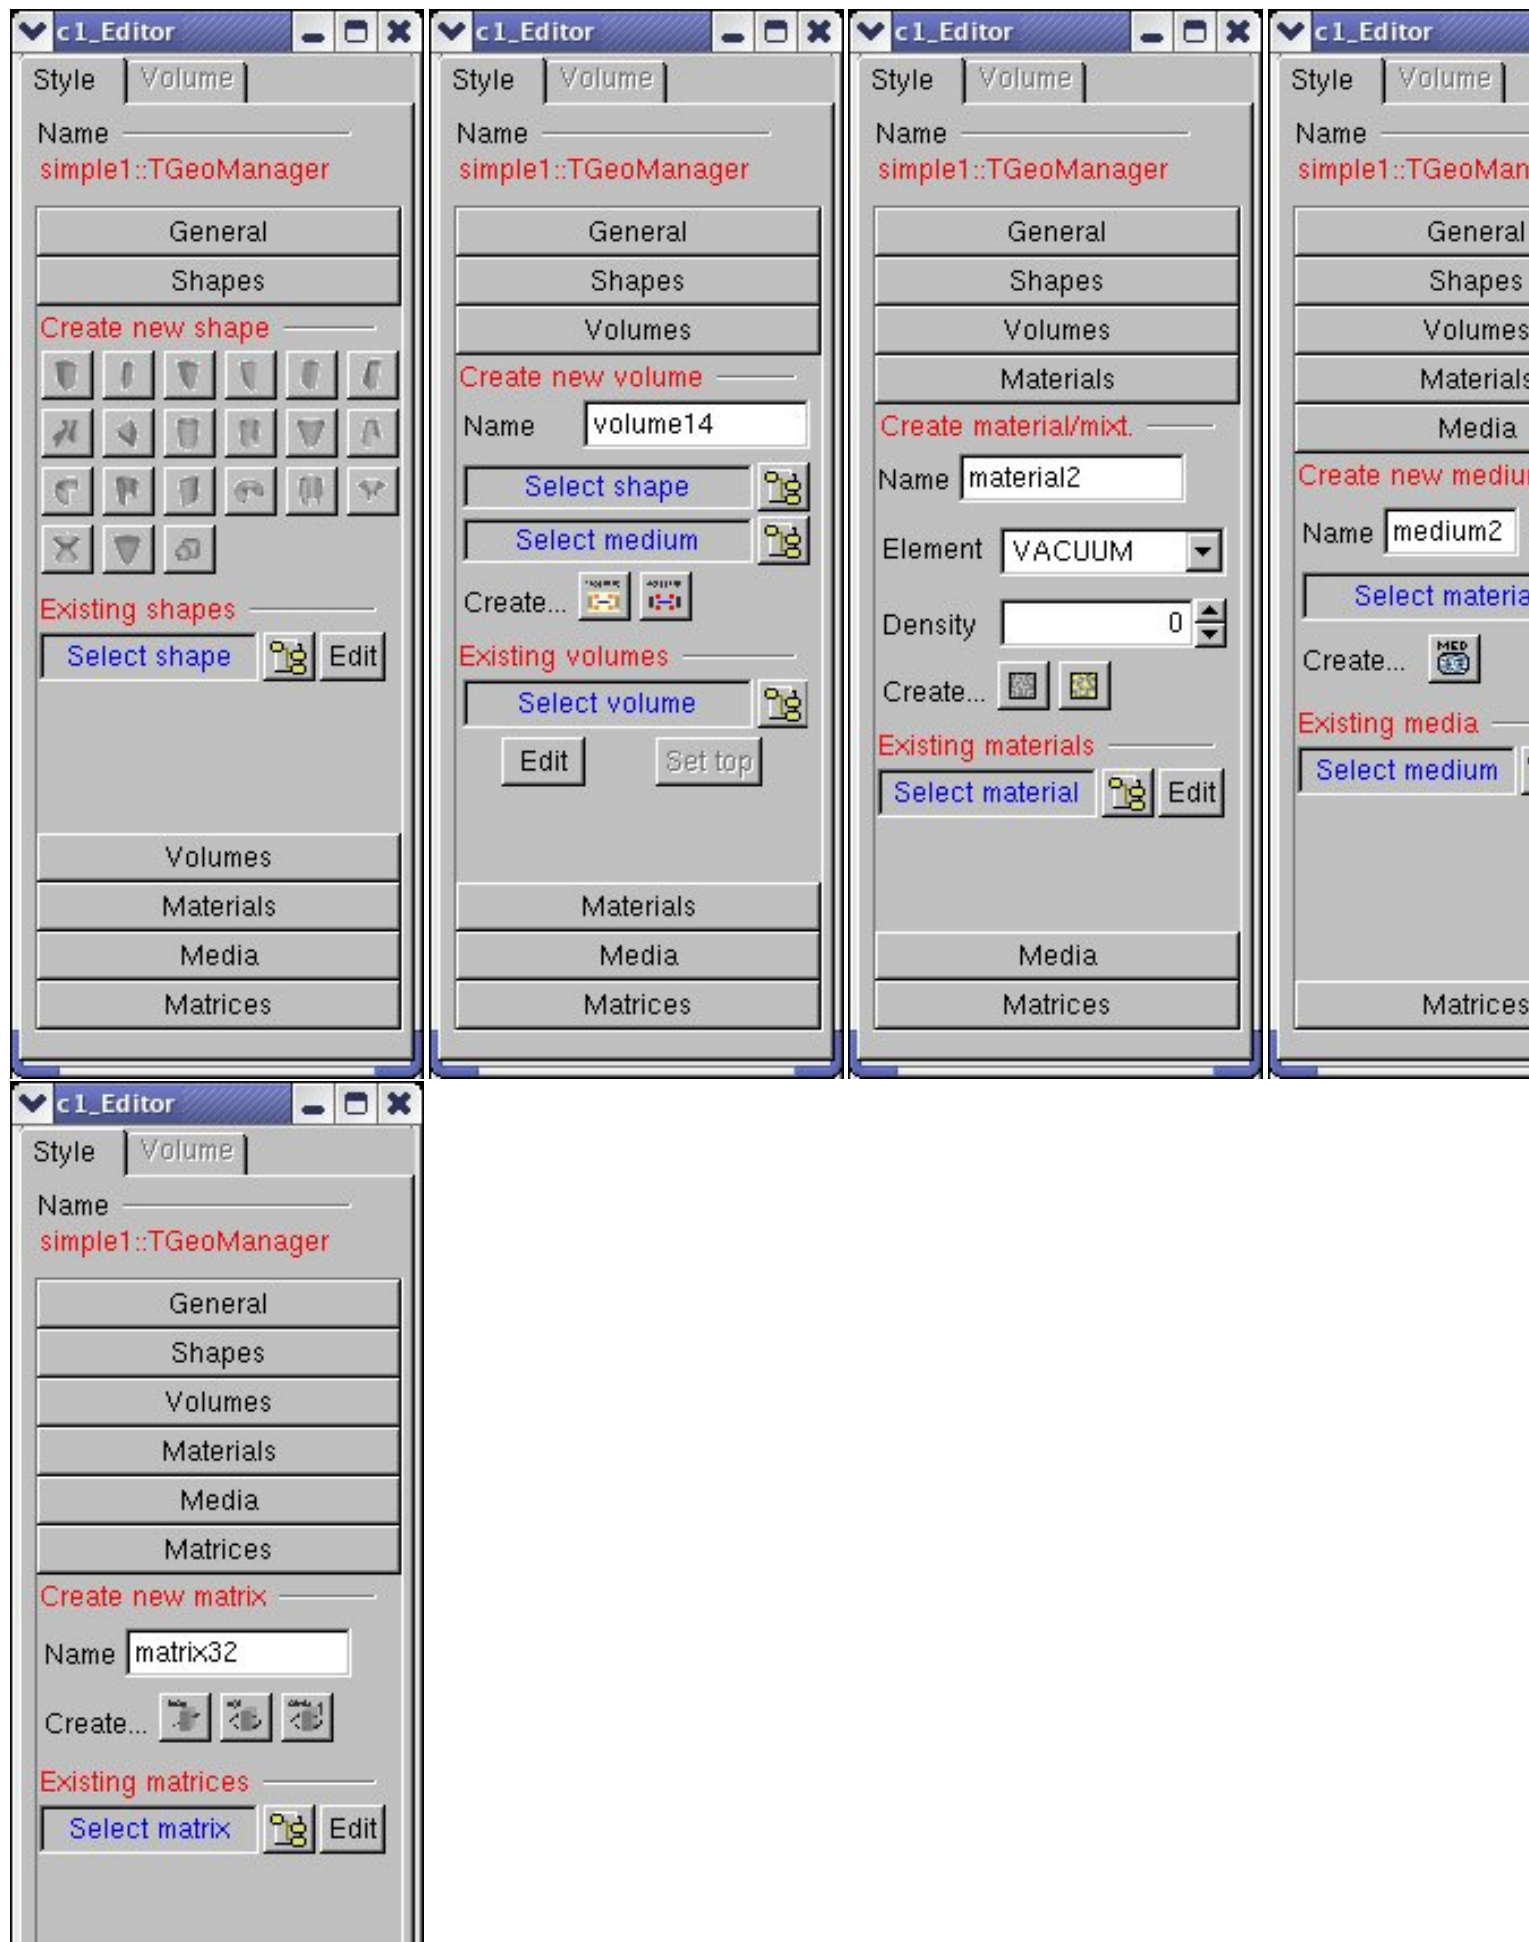 c1_Editor
Style Volume
Name
simple1::TGeoManager
General
Shapes
Create new shape
Existing shapes
Select shape Edit
Volumes
Materials
Media
Matrices
c1_Editor
Style Volume
Name
simple1::TGeoManager
General
Shapes
Volumes
Create new volume
Name volume14
Select shape
Select medium
Create...
Existing volumes
Select volume
Edit Set top
Materials
Media
Matrices
c1_Editor
Style Volume
Name
simple1::TGeoManager
General
Shapes
Volumes
Materials
Create material/mixt.
Name material2
Element VACUUM
Density 0
Create...
Existing materials
Select material Edit
Media
Matrices
c1_Editor
Style Volume
Name
simple1::TGeoMan
General
Shapes
Volumes
Materials
Media
Create new mediu
Name medium2
Select materia
Create... MED
Existing media
Select medium
Matrices
c1_Editor
Style Volume
Name
simple1::TGeoManager
General
Shapes
Volumes
Materials
Media
Matrices
Create new matrix
Name matrix32
Create...
Existing matrices
Select matrix Edit